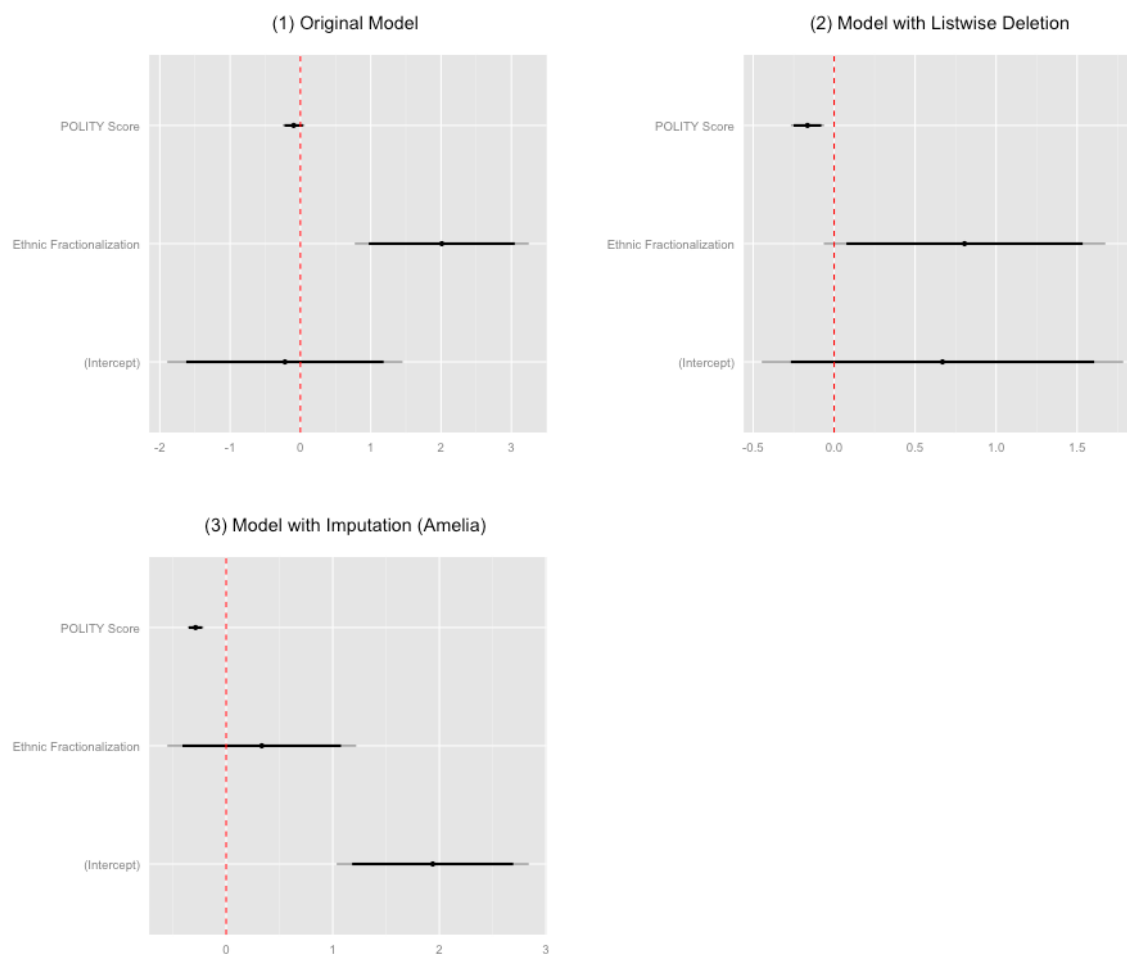 (1) Original Model
POLITY Score
Ethnic Fractionalization
(Intercept)
-2 -1 0 1 2 3
(2) Model with Listwise Deletion
POLITY Score
Ethnic Fractionalization
(Intercept)
-0.5 0.0 0.5 1.0 1.5
(3) Model with Imputation (Amelia)
POLITY Score
Ethnic Fractionalization
(Intercept)
0 1 2 3